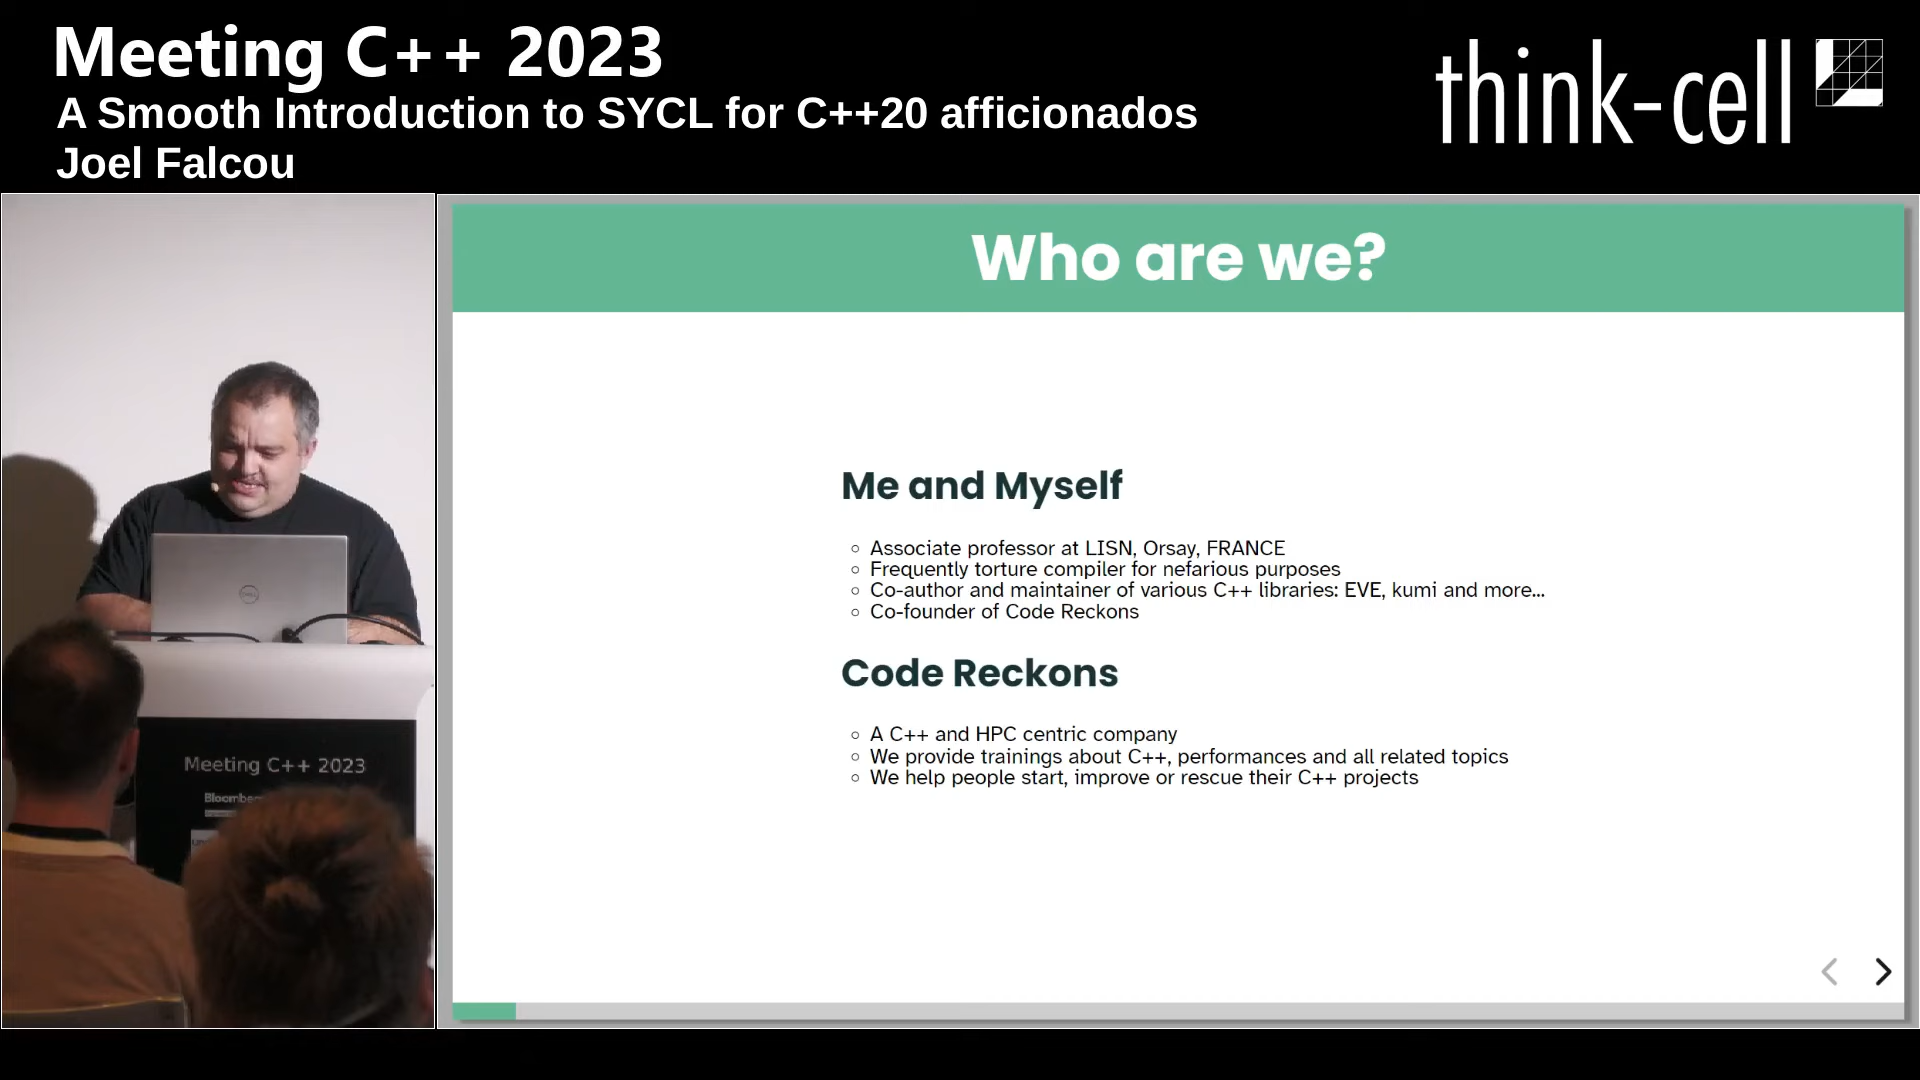 Meeting C++ 2023
A Smooth Introduction to SYCL for C++20 afficionados
Joel Falcou
think-cell
Who are we?
Me and Myself
Associate professor at LISN, Orsay, FRANCE
Frequently torture compiler for nefarious purposes
Co-author and maintainer of various C++ libraries: EVE, kumi and more...
Co-founder of Code Reckons
Code Reckons
A C++ and HPC centric company
We provide trainings about C++, performances and all related topics
We help people start, improve or rescue their C++ projects
DELL
Meeting C++ 2023